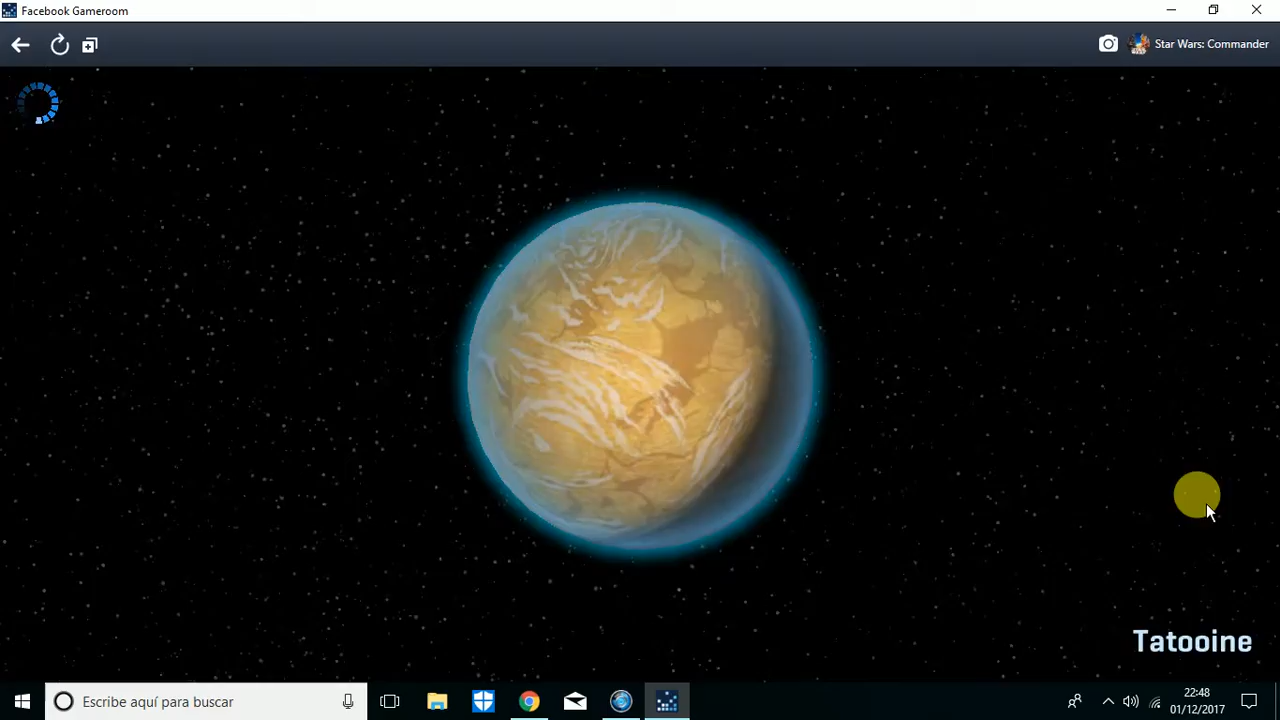 Facebook Gameroom
Star Wars: Commander
Tatooine
Escribe aquí para buscar
22:48
01/12/2017